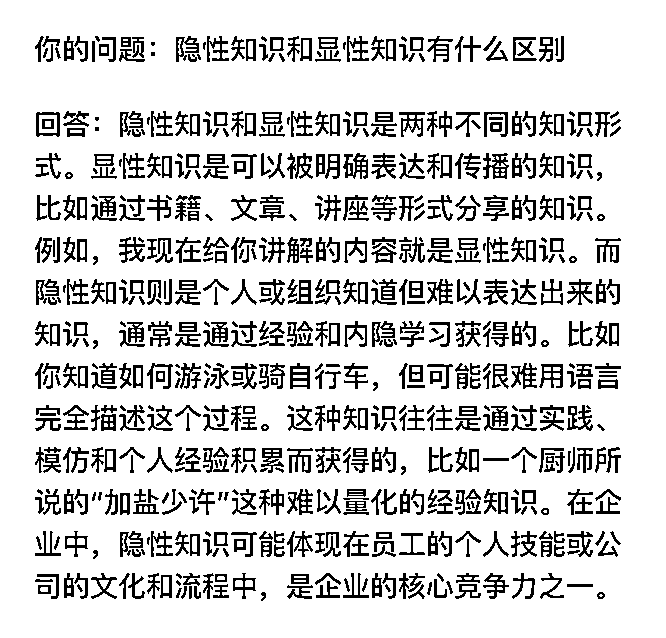 你的问题：隐性知识和显性知识有什么区别
回答：隐性知识和显性知识是两种不同的知识形
式。显性知识是可以被明确表达和传播的知识，
比如通过书籍、文章、讲座等形式分享的知识。
例如，我现在给你讲解的内容就是显性知识。而
隐性知识则是个人或组织知道但难以表达出来的
知识，通常是通过经验和内隐学习获得的。比如
你知道如何游泳或骑自行车，但可能很难用语言
完全描述这个过程。这种知识往往是通过实践、
模仿和个人经验积累而获得的，比如一个厨师所
说的“加盐少许”这种难以量化的经验知识。在企
业中，隐性知识可能体现在员工的个人技能或公
司的文化和流程中，是企业的核心竞争力之一。